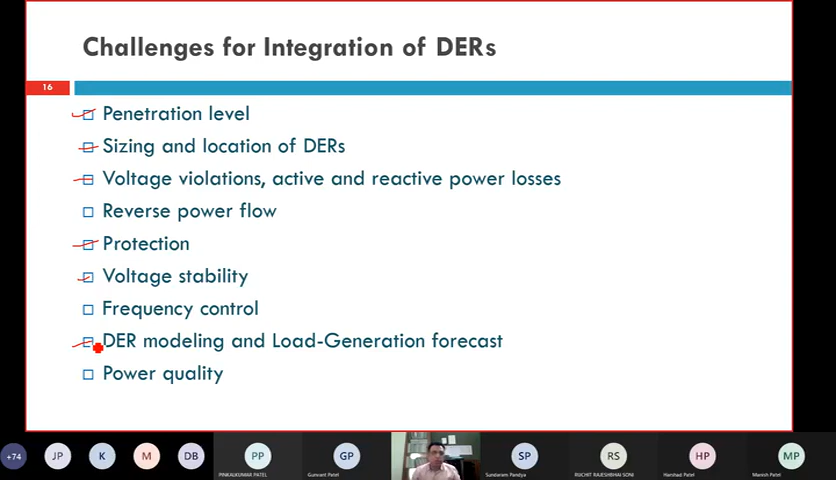 Challenges for Integration of DERs
16
Penetration level
Sizing and location of DERs
Voltage violations, active and reactive power losses
Reverse power flow
Protection
Voltage stability
Frequency control
DER modeling and Load-Generation forecast
Power quality
+74
JP
K
M
DB
PP
GP
SP
RS
HP
MP
PINKALKUMAR PATEL
Gunvant Patel
Sundaram Pandya
RUCHIT RAJESHBHAI SONI
Harshad Patel
Manish Patel